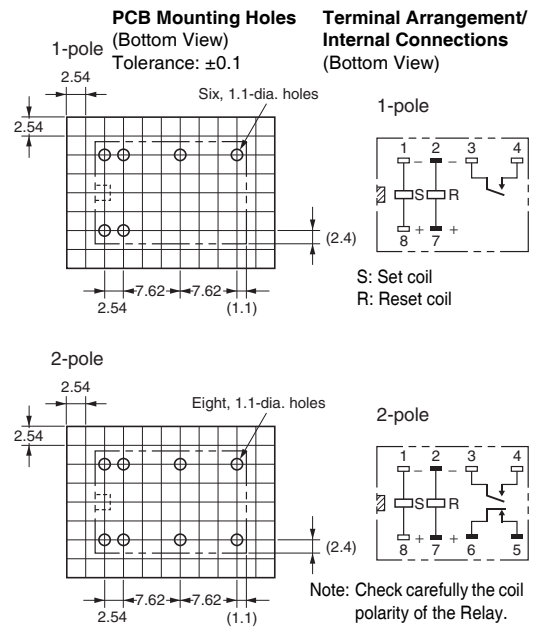 PCB Mounting Holes
(Bottom View)
Tolerance: ±0.1
Terminal Arrangement/
Internal Connections
(Bottom View)
1-pole
2.54
2.54
Six, 1.1-dia. holes
(2.4)
7.62
7.62
2.54
(1.1)
1-pole
1 2 3 4
– –
S R
+ +
8 7
S: Set coil
R: Reset coil
2-pole
2.54
2.54
Eight, 1.1-dia. holes
(2.4)
7.62
7.62
2.54
(1.1)
2-pole
1 2 3 4
– –
S R
+ +
8 7 6 5
Note: Check carefully the coil
polarity of the Relay.